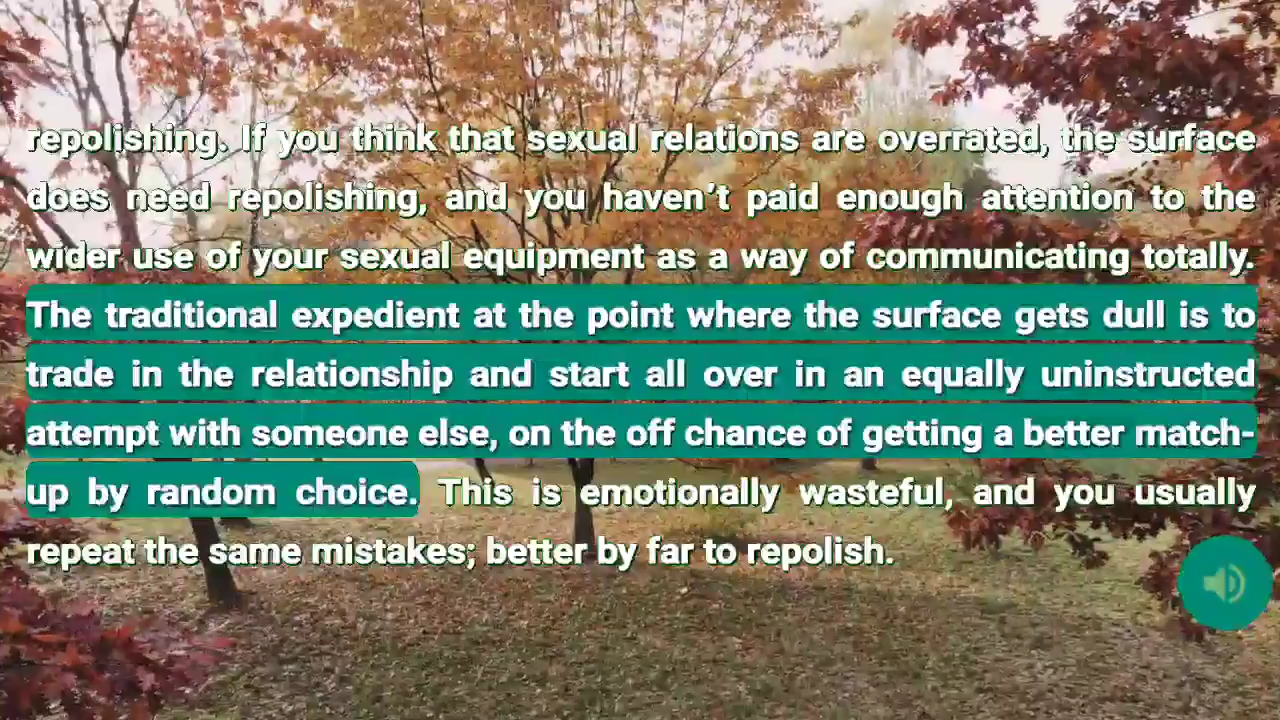 repolishing. If you think that sexual relations are overrated, the surface
does need repolishing, and you haven’t paid enough attention to the
wider use of your sexual equipment as a way of communicating totally.
The traditional expedient at the point where the surface gets dull is to
trade in the relationship and start all over in an equally uninstructed
attempt with someone else, on the off chance of getting a better match-
up by random choice. This is emotionally wasteful, and you usually
repeat the same mistakes; better by far to repolish.